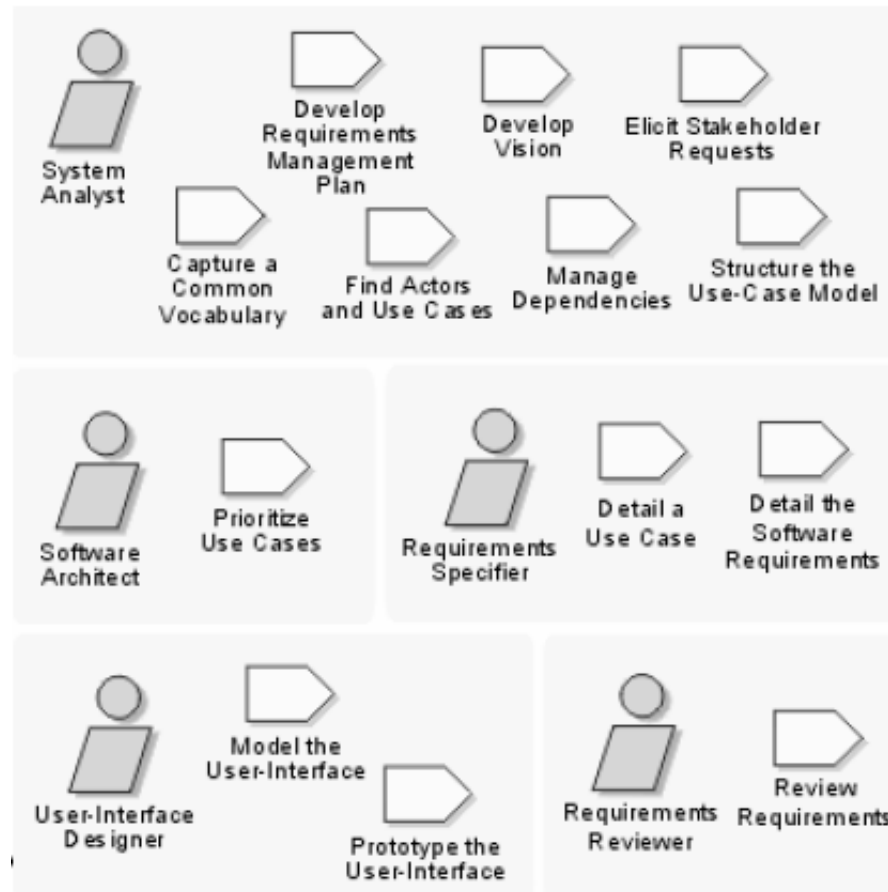 System
Analyst
Develop
Requirements
Management
Plan
Develop
Vision
Elicit Stakeholder
Requests
Capture a
Common
Vocabulary
Find Actors
and Use Cases
Manage
Dependencies
Structure the
Use-Case Model
Software
Architect
Prioritize
Use Cases
Requirements
Specifier
Detail a
Use Case
Detail the
Software
Requirements
User-Interface
Designer
Model the
User-Interface
Prototype the
User-Interface
Requirements
Reviewer
Review
Requirements